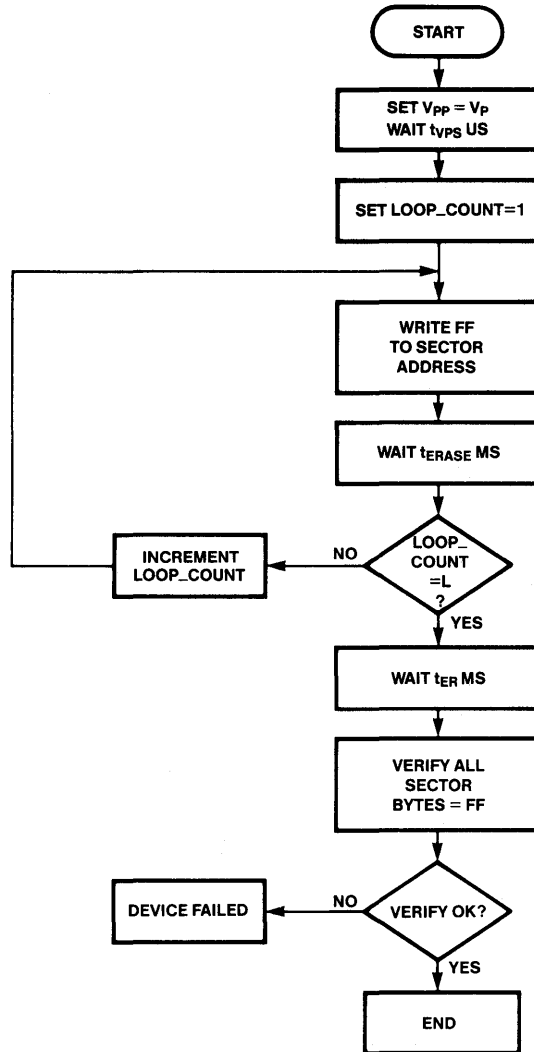 START
SET VPP = VP
WAIT tVPS US
SET LOOP_COUNT=1
WRITE FF
TO SECTOR
ADDRESS
WAIT tERASE MS
LOOP_
COUNT
=L
?
NO
INCREMENT
LOOP_COUNT
YES
WAIT tER MS
VERIFY ALL
SECTOR
BYTES = FF
VERIFY OK?
NO
DEVICE FAILED
YES
END